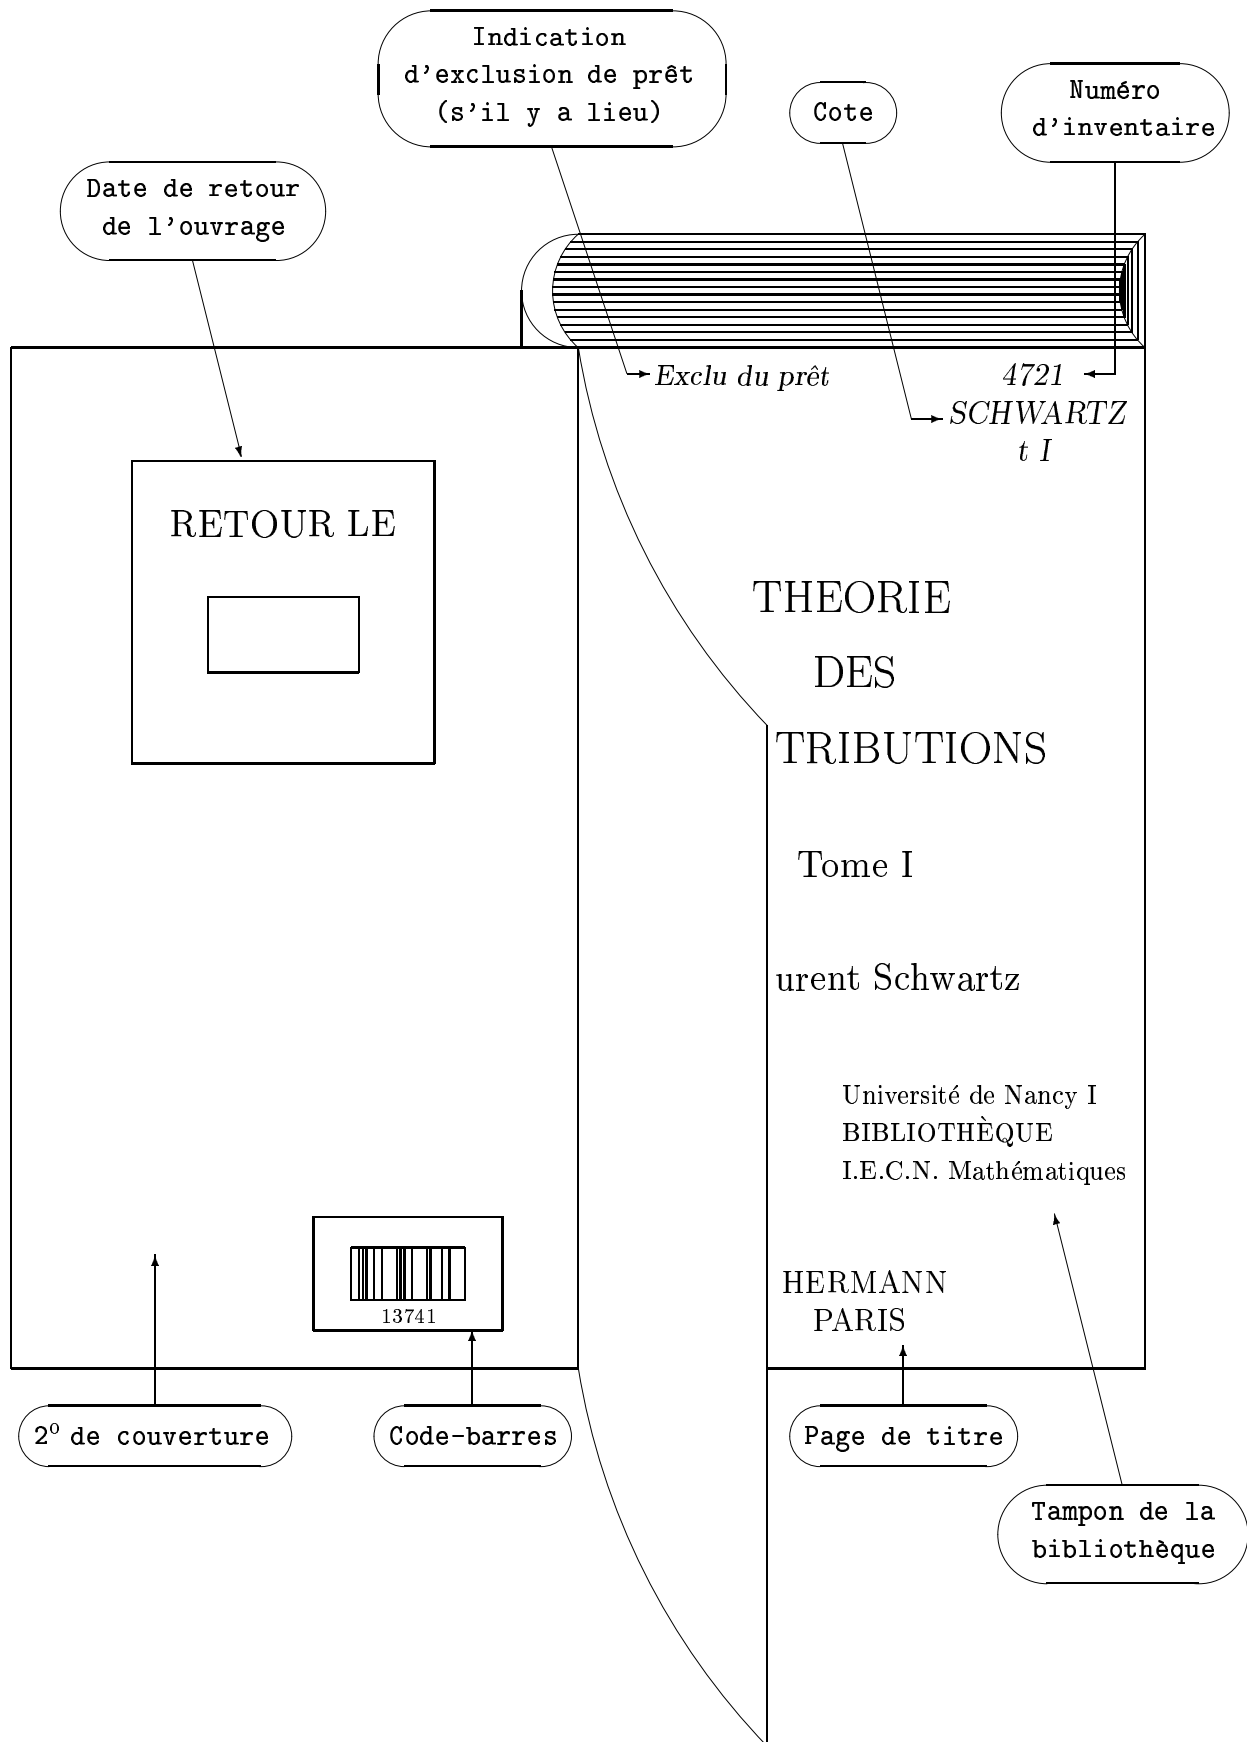 Indication
d'exclusion de prêt
(s'il y a lieu)
Cote
Numéro
d'inventaire
Date de retour
de l'ouvrage
Exclu du prêt
4721
SCHWARTZ
t I
RETOUR LE
THEORIE
DES
TRIBUTIONS
Tome I
urent Schwartz
Université de Nancy I
BIBLIOTHÈQUE
I.E.C.N. Mathématiques
13741
HERMANN
PARIS
2º de couverture
Code-barres
Page de titre
Tampon de la
bibliothèque